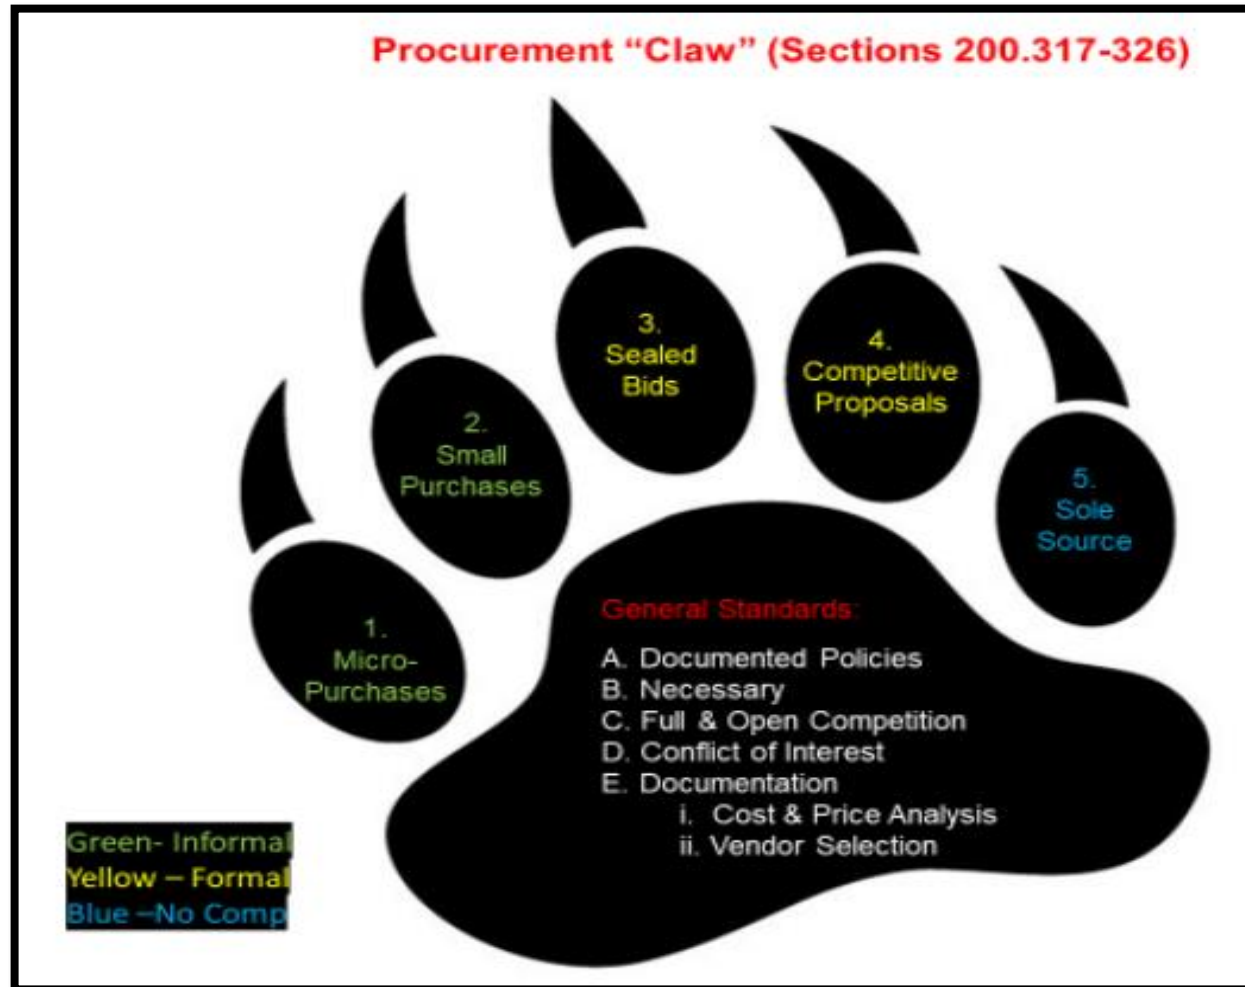 Procurement “Claw” (Sections 200.317-326)
1.
Micro-
Purchases
2.
Small
Purchases
3.
Sealed
Bids
4.
Competitive
Proposals
5.
Sole
Source
General Standards:
A. Documented Policies
B. Necessary
C. Full & Open Competition
D. Conflict of Interest
E. Documentation
i. Cost & Price Analysis
ii. Vendor Selection
Green- Informal
Yellow – Formal
Blue –No Comp